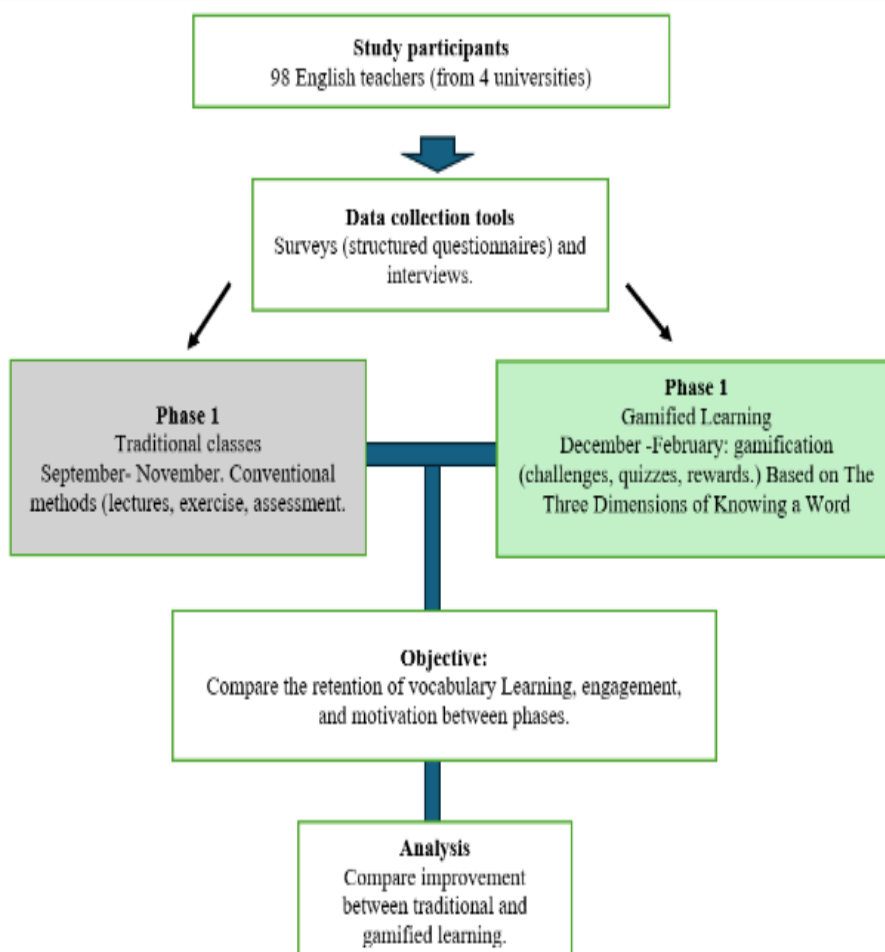 Study participants
98 English teachers (from 4 universities)
Data collection tools
Surveys (structured questionnaires) and
interviews.
Phase 1
Traditional classes
September- November. Conventional
methods (lectures, exercise, assessment.
Phase 1
Gamified Learning
December -February: gamification
(challenges, quizzes, rewards.) Based on The
Three Dimensions of Knowing a Word
Objective:
Compare the retention of vocabulary Learning, engagement,
and motivation between phases.
Analysis
Compare improvement
between traditional and
gamified learning.